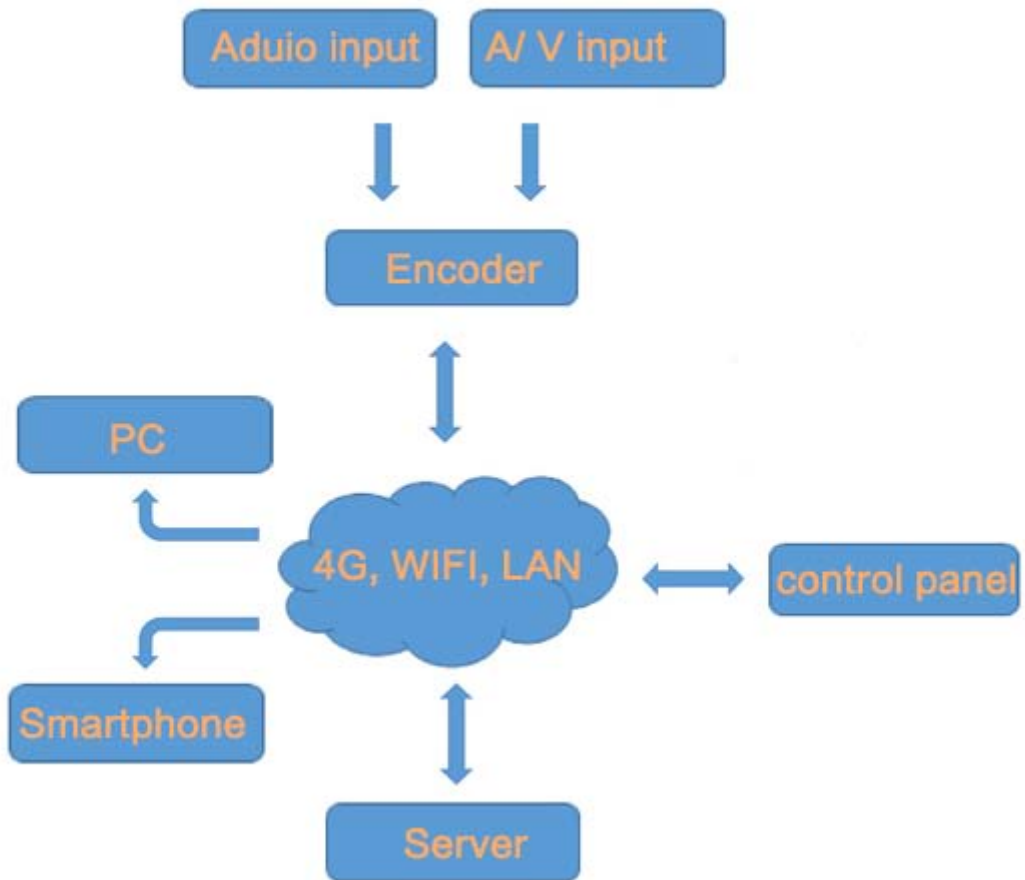 Aduio input
A/ V input
Encoder
PC
4G, WIFI, LAN
control panel
Smartphone
Server